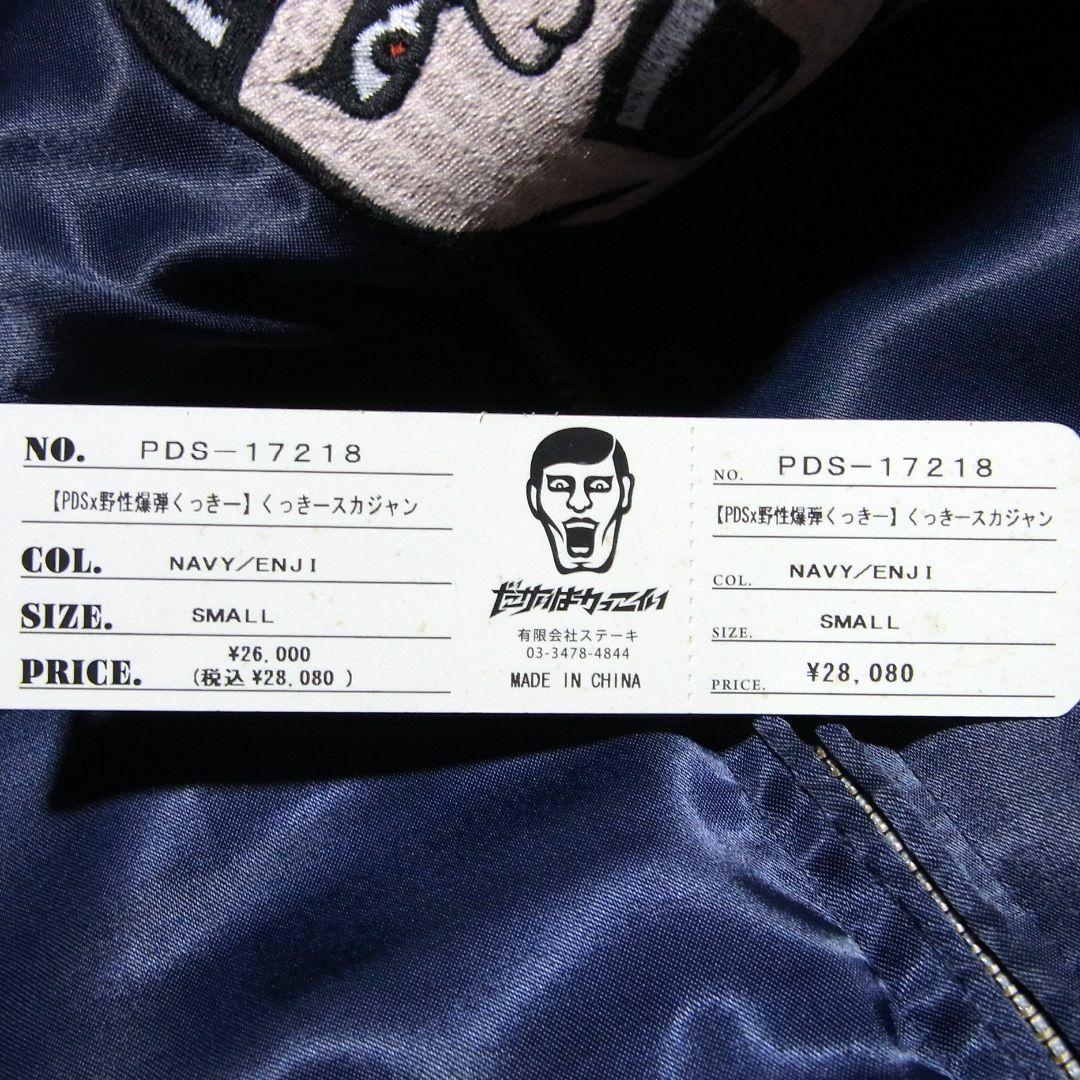 NO. PDS-17218
【PDSx野性爆弾くっきー】くっきースカジャン
COL. NAVY/ENJI
SIZE. SMALL
¥26,000
PRICE. (税込 ¥28,080 )
有限会社ステーキ
03-3478-4844
MADE IN CHINA
NO. PDS-17218
【PDSx野性爆弾くっきー】くっきースカジャン
COL. NAVY/ENJI
SIZE. SMALL
PRICE. ¥28,080